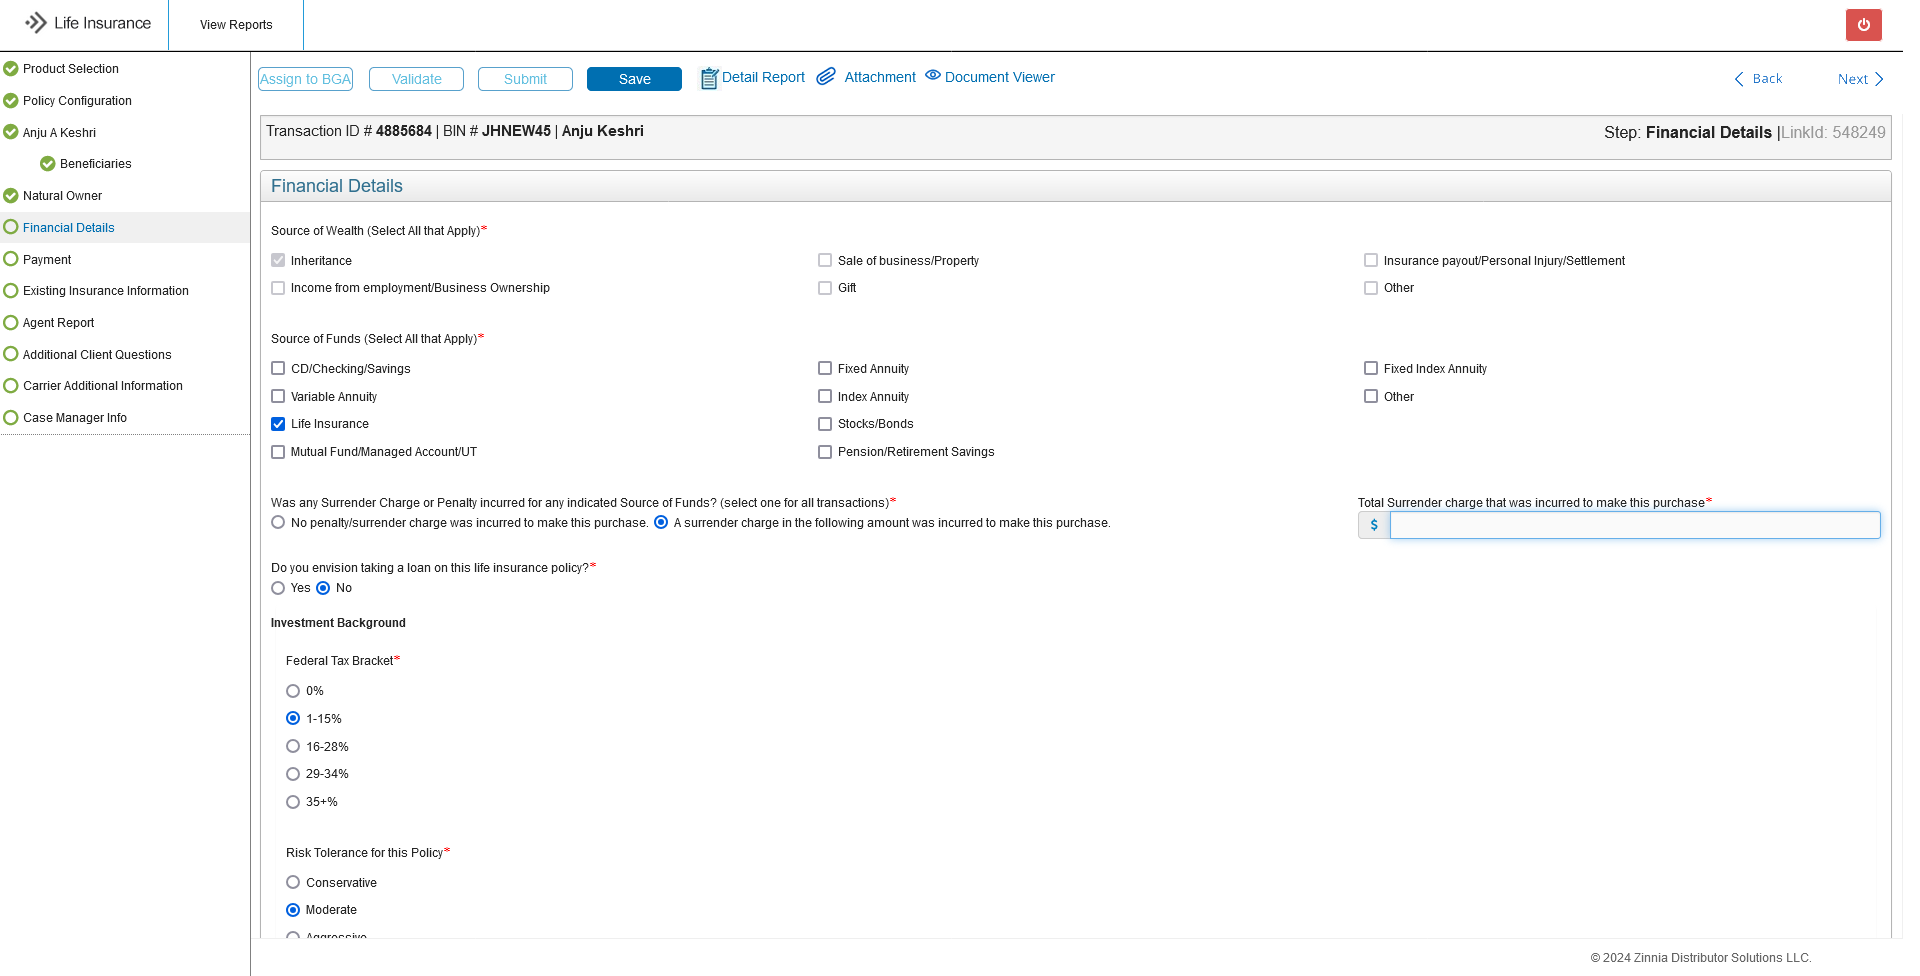 Life Insurance
View Reports
Product Selection
Policy Configuration
Anju A Keshri
Beneficiaries
Natural Owner
Financial Details
Payment
Existing Insurance Information
Agent Report
Additional Client Questions
Carrier Additional Information
Case Manager Info
Assign to BGA Validate Submit Save Detail Report Attachment Document Viewer Back Next
Transaction ID # 4885684 | BIN # JHNEW45 | Anju Keshri
Step: Financial Details |LinkId: 548249
Financial Details
Source of Wealth (Select All that Apply)*
Inheritance Sale of business/Property Insurance payout/Personal Injury/Settlement
Income from employment/Business Ownership Gift Other
Source of Funds (Select All that Apply)*
CD/Checking/Savings Fixed Annuity Fixed Index Annuity
Variable Annuity Index Annuity Other
Life Insurance Stocks/Bonds
Mutual Fund/Managed Account/UT Pension/Retirement Savings
Was any Surrender Charge or Penalty incurred for any indicated Source of Funds? (select one for all transactions)*
No penalty/surrender charge was incurred to make this purchase. A surrender charge in the following amount was incurred to make this purchase.
Total Surrender charge that was incurred to make this purchase*
$
Do you envision taking a loan on this life insurance policy?*
Yes No
Investment Background
Federal Tax Bracket*
0%
1-15%
16-28%
29-34%
35+%
Risk Tolerance for this Policy*
Conservative
Moderate
Aggressive
© 2024 Zinnia Distributor Solutions LLC.